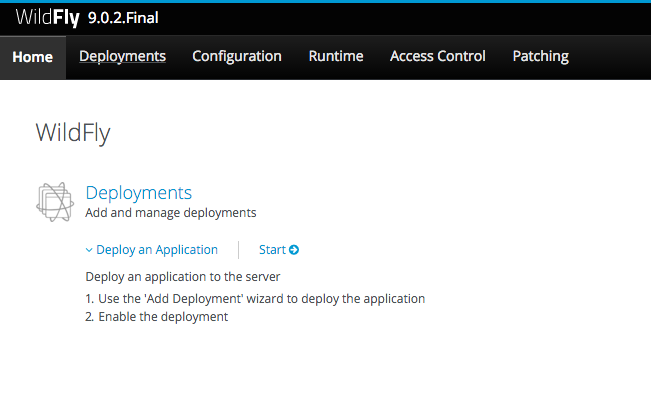 WildFly 9.0.2.Final
Home Deployments Configuration Runtime Access Control Patching
WildFly
Deployments
Add and manage deployments
Deploy an Application Start
Deploy an application to the server
1. Use the 'Add Deployment' wizard to deploy the application
2. Enable the deployment